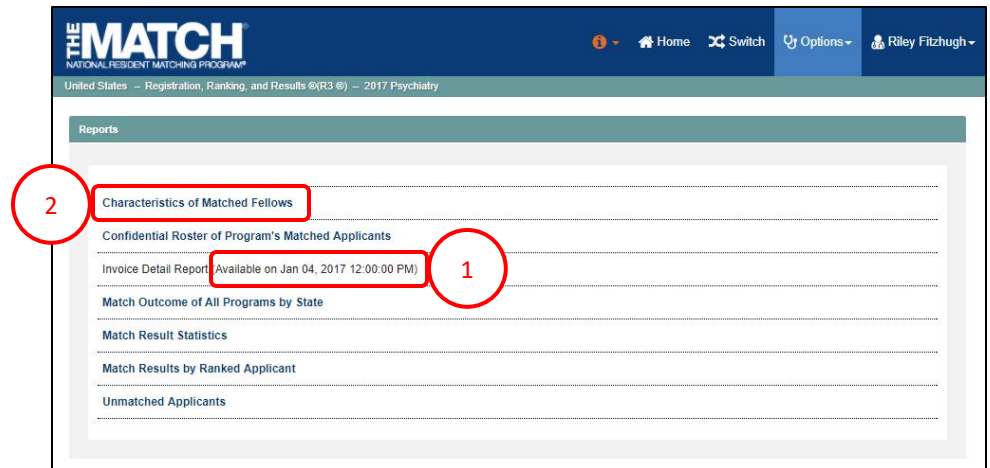 THE MATCH®
NATIONAL RESIDENT MATCHING PROGRAM®
Home Switch Options Riley Fitzhugh
United States – Registration, Ranking, and Results ®(R3 ®) – 2017 Psychiatry
Reports
2
Characteristics of Matched Fellows
Confidential Roster of Program's Matched Applicants
Invoice Detail Report (Available on Jan 04, 2017 12:00:00 PM)
1
Match Outcome of All Programs by State
Match Result Statistics
Match Results by Ranked Applicant
Unmatched Applicants